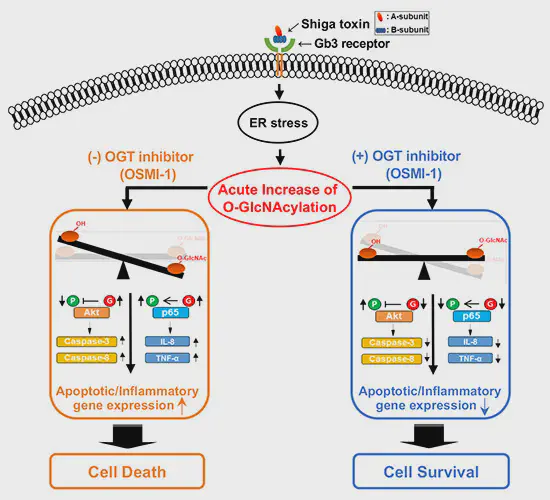 Shiga toxin
: A-subunit
: B-subunit
Gb3 receptor
ER stress
(-) OGT inhibitor
(OSMI-1)
(+) OGT inhibitor
(OSMI-1)
Acute Increase of
O-GlcNAcylation
OH
O-GlcNAc
P
G
P
G
Akt
p65
Caspase-3
IL-8
Caspase-8
TNF-α
Apoptotic/Inflammatory
gene expression
Cell Death
OH
O-GlcNAc
P
G
P
G
Akt
p65
Caspase-3
IL-8
Caspase-8
TNF-α
Apoptotic/Inflammatory
gene expression
Cell Survival